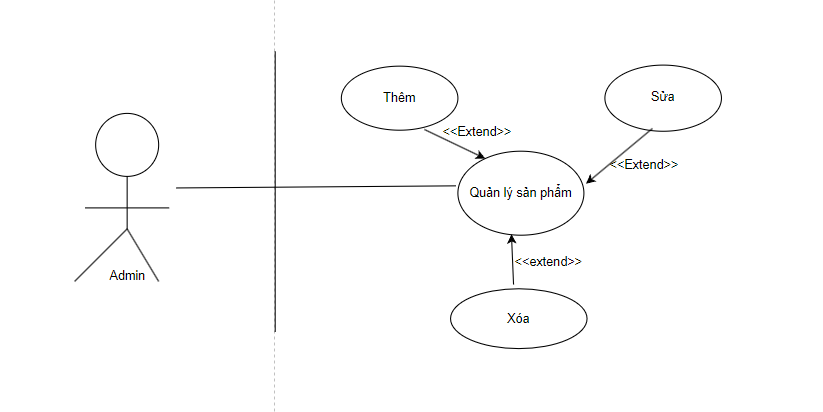 Thêm
Sửa
<<Extend>>
<<Extend>>
Quản lý sản phẩm
<<extend>>
Admin
Xóa